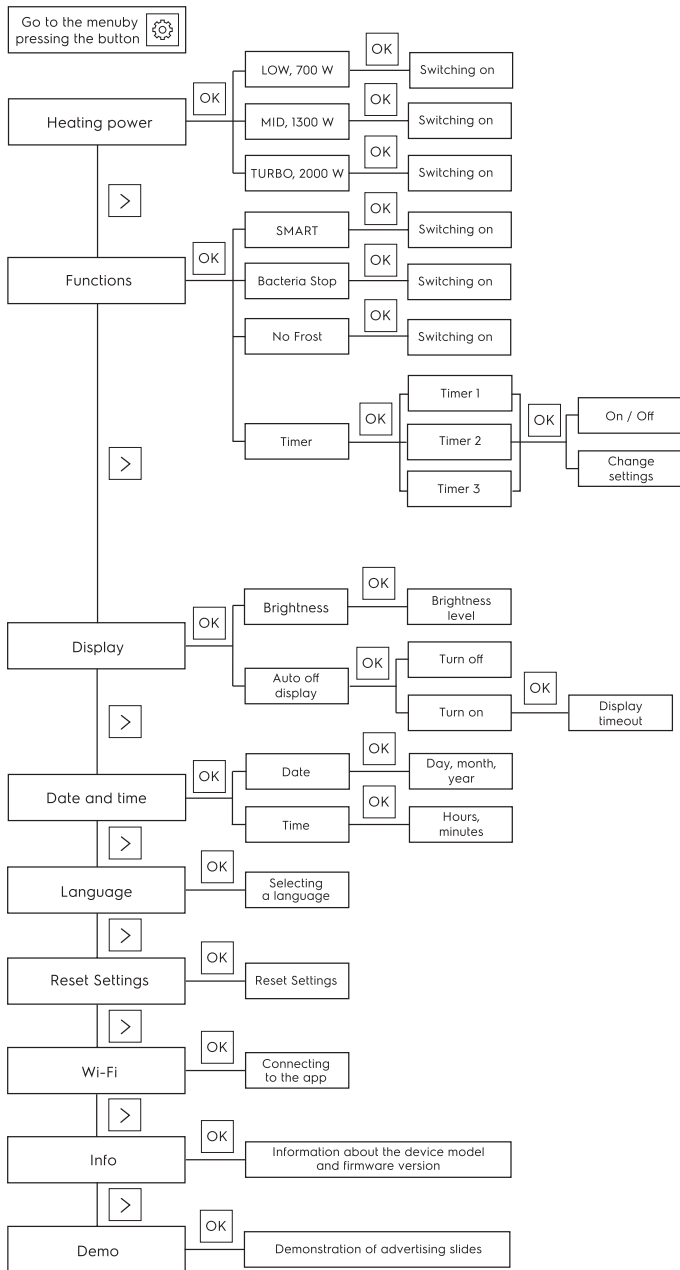 Go to the menuby
pressing the button
OK
LOW, 700 W
Switching on
OK
Heating power
OK
MID, 1300 W
Switching on
OK
TURBO, 2000 W
Switching on
>
OK
SMART
Switching on
OK
Functions
OK
Bacteria Stop
Switching on
OK
No Frost
Switching on
Timer 1
OK
Timer
Timer 2
OK
On / Off
Change
settings
Timer 3
>
OK
Brightness
Brightness
level
OK
Display
OK
Auto off
display
Turn off
OK
Turn on
Display
timeout
>
OK
Date
Day, month,
year
OK
Date and time
OK
Time
Hours,
minutes
>
OK
Language
Selecting
a language
>
OK
Reset Settings
Reset Settings
>
OK
Wi-Fi
Connecting
to the app
>
OK
Info
Information about the device model
and firmware version
>
OK
Demo
Demonstration of advertising slides